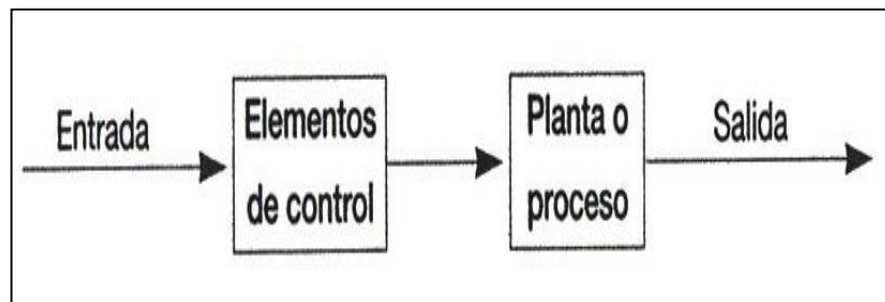 Entrada
Elementos
de control
Planta o
proceso
Salida